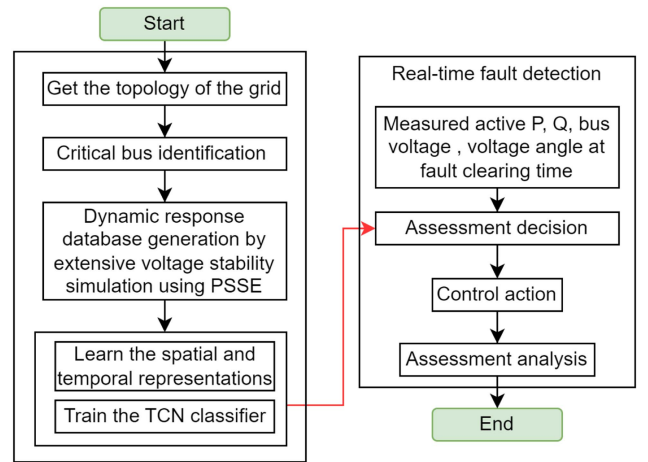 Start
Get the topology of the grid
Critical bus identification
Dynamic response
database generation by
extensive voltage stability
simulation using PSSE
Learn the spatial and
temporal representations
Train the TCN classifier
Real-time fault detection
Measured active P, Q, bus
voltage , voltage angle at
fault clearing time
Assessment decision
Control action
Assessment analysis
End